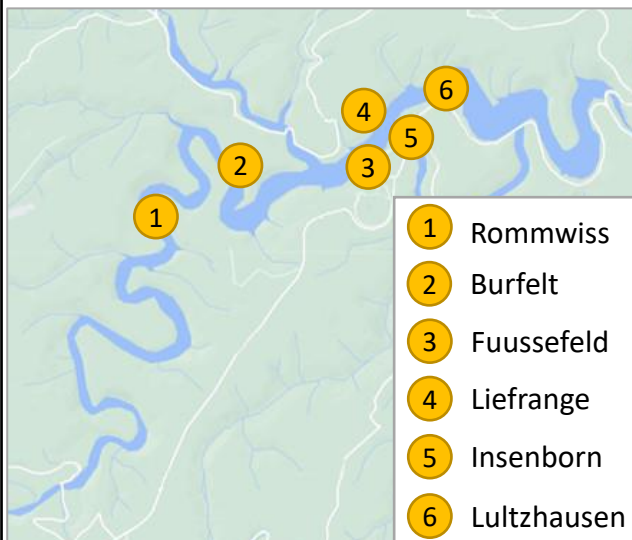 6
4
5
2
3
1
1 Rommwiss
2 Burfelt
3 Fuussefeld
4 Liefrange
5 Insenborn
6 Lultzhausen